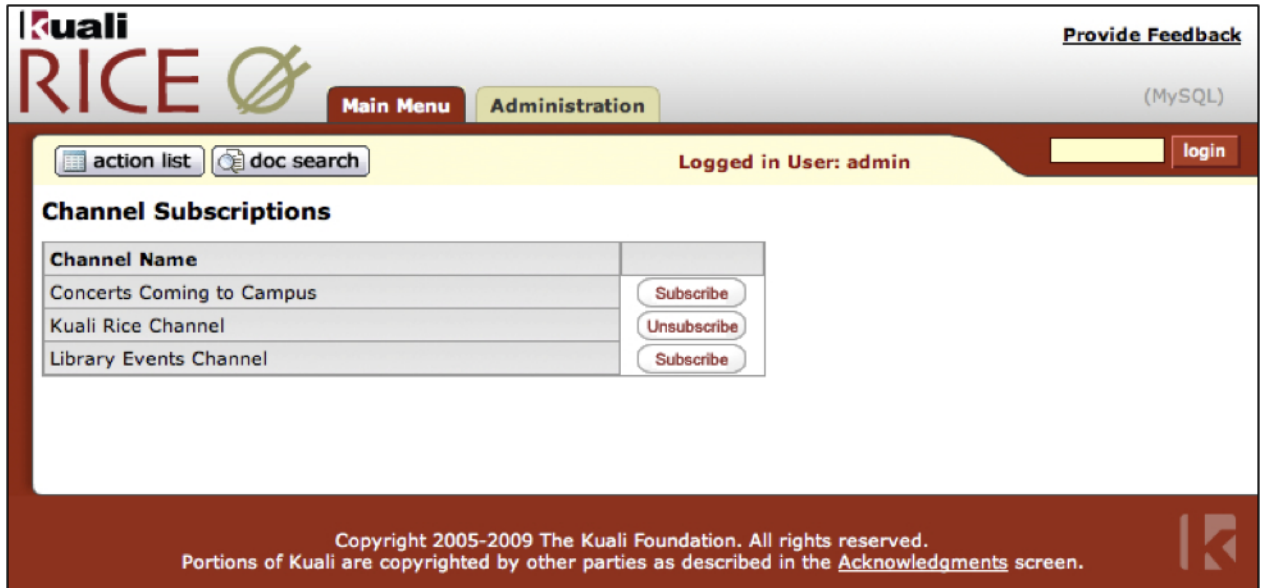 Kuali
RICE
Provide Feedback
Main Menu
Administration
(MySQL)
action list
doc search
Logged in User: admin
login
Channel Subscriptions
Channel Name
Concerts Coming to Campus
Subscribe
Kuali Rice Channel
Unsubscribe
Library Events Channel
Subscribe
Copyright 2005-2009 The Kuali Foundation. All rights reserved.
Portions of Kuali are copyrighted by other parties as described in the Acknowledgments screen.